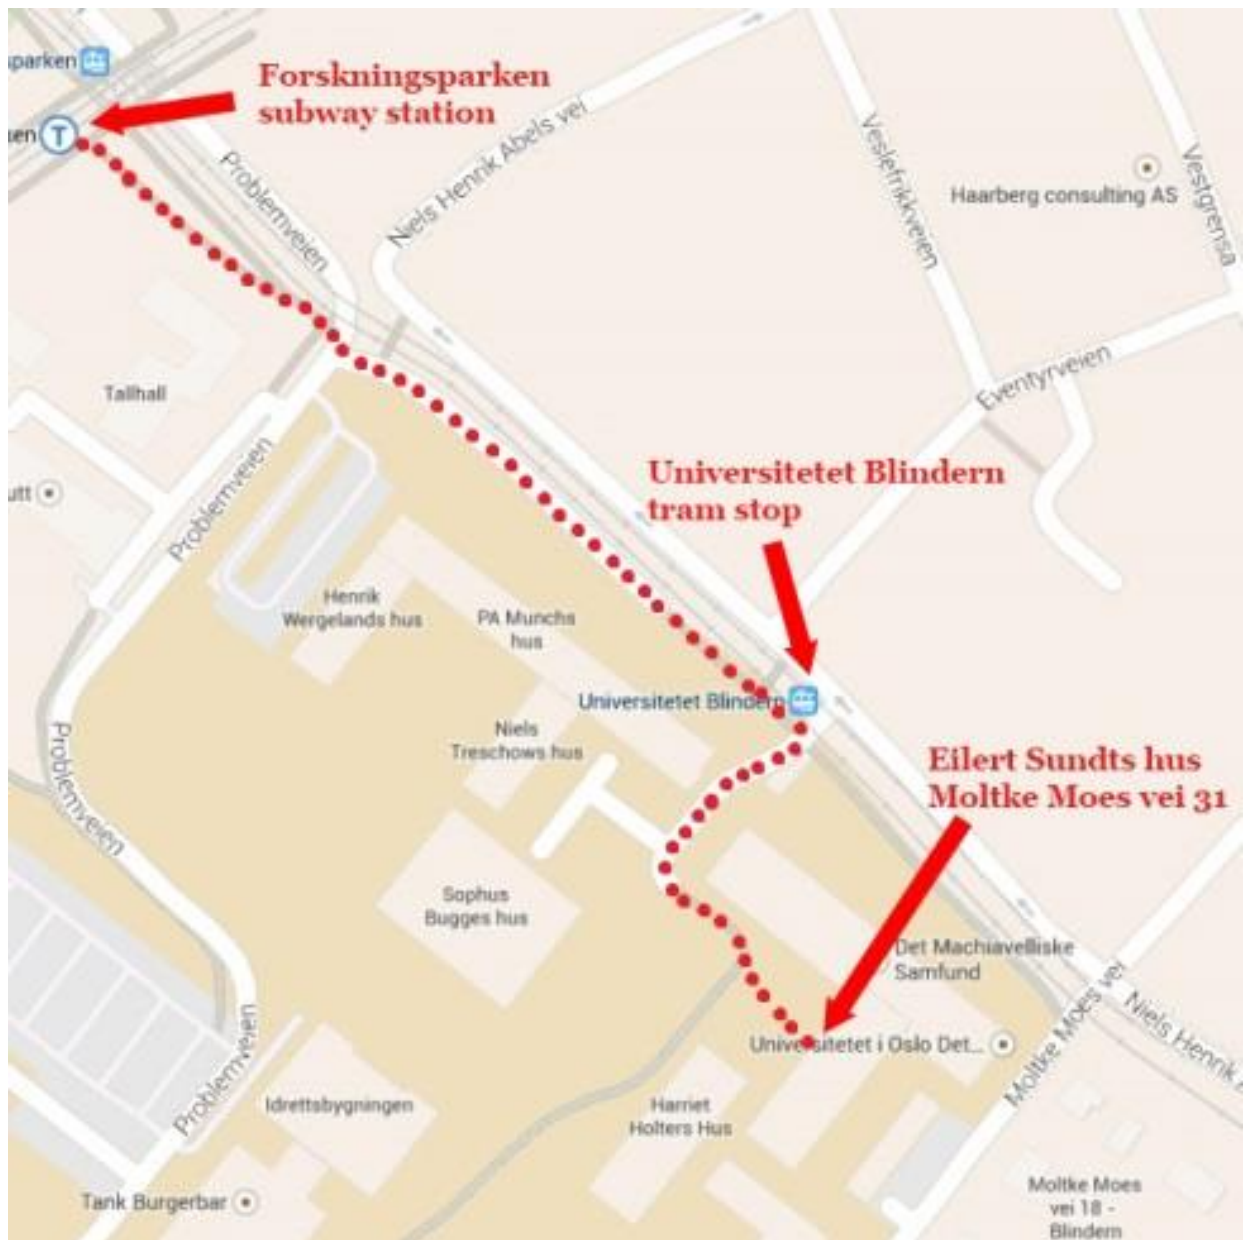 sparken
Forskningsparken
subway station
en
Problemveien
Niels Henrik Abels vei
Veslefrikkveien
Haarberg consulting AS
Vestgrensa
Eventyrveien
Tallhall
Problemveien
utt
Universitetet Blindern
tram stop
Henrik
Wergelands hus
PA Munchs
hus
Universitetet Blindern
Niels
Treschows hus
Problemveien
Eilert Sundts hus
Moltke Moes vei 31
Sophus
Bugges hus
Det Machiavelliske
Samfund
Moltke Moes vei
Niels Henrik A
Universitetet i Oslo Det...
Problemveien
Idrettsbygningen
Harriet
Holters Hus
Tank Burgerbar
Moltke Moes
vei 18 -
Blindern
T